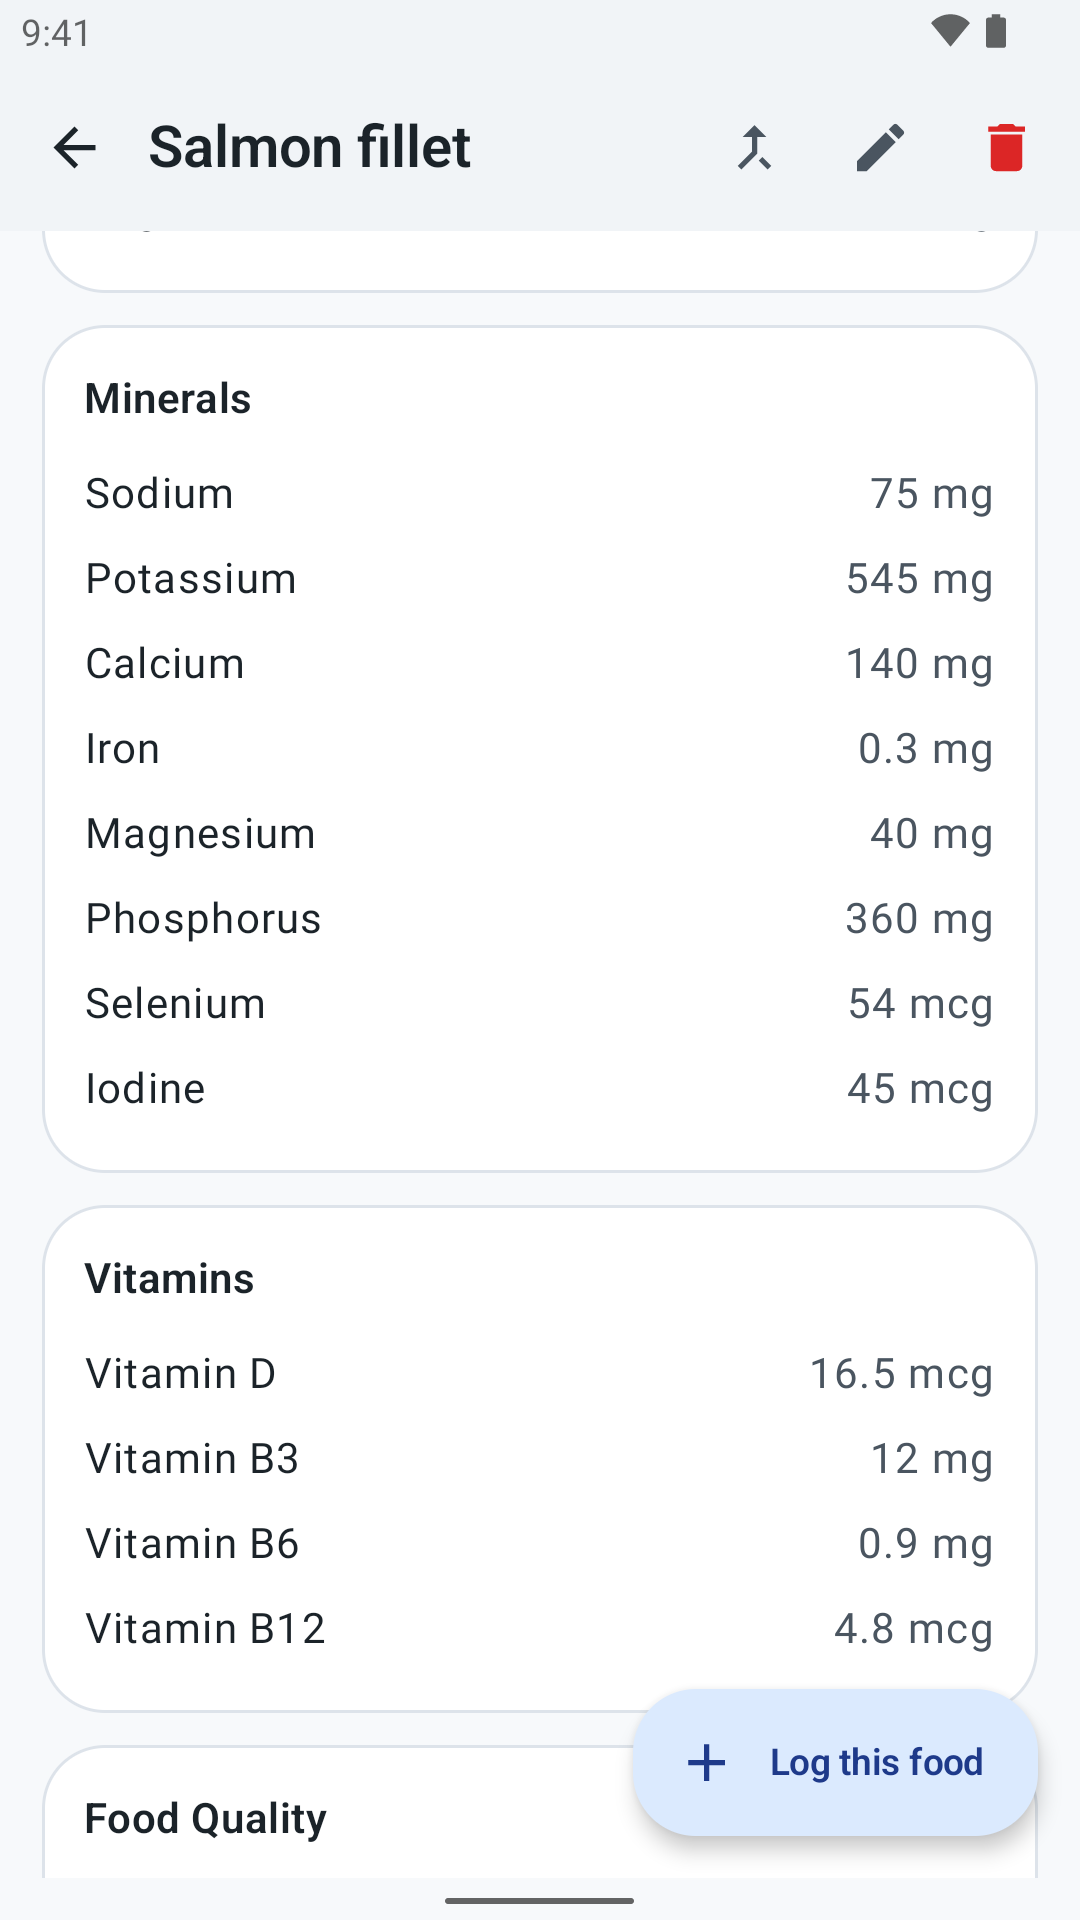 9:41
Salmon fillet
Minerals
Sodium 75 mg
Potassium 545 mg
Calcium 140 mg
Iron 0.3 mg
Magnesium 40 mg
Phosphorus 360 mg
Selenium 54 mcg
Iodine 45 mcg
Vitamins
Vitamin D 16.5 mcg
Vitamin B3 12 mg
Vitamin B6 0.9 mg
Vitamin B12 4.8 mcg
Log this food
Food Quality